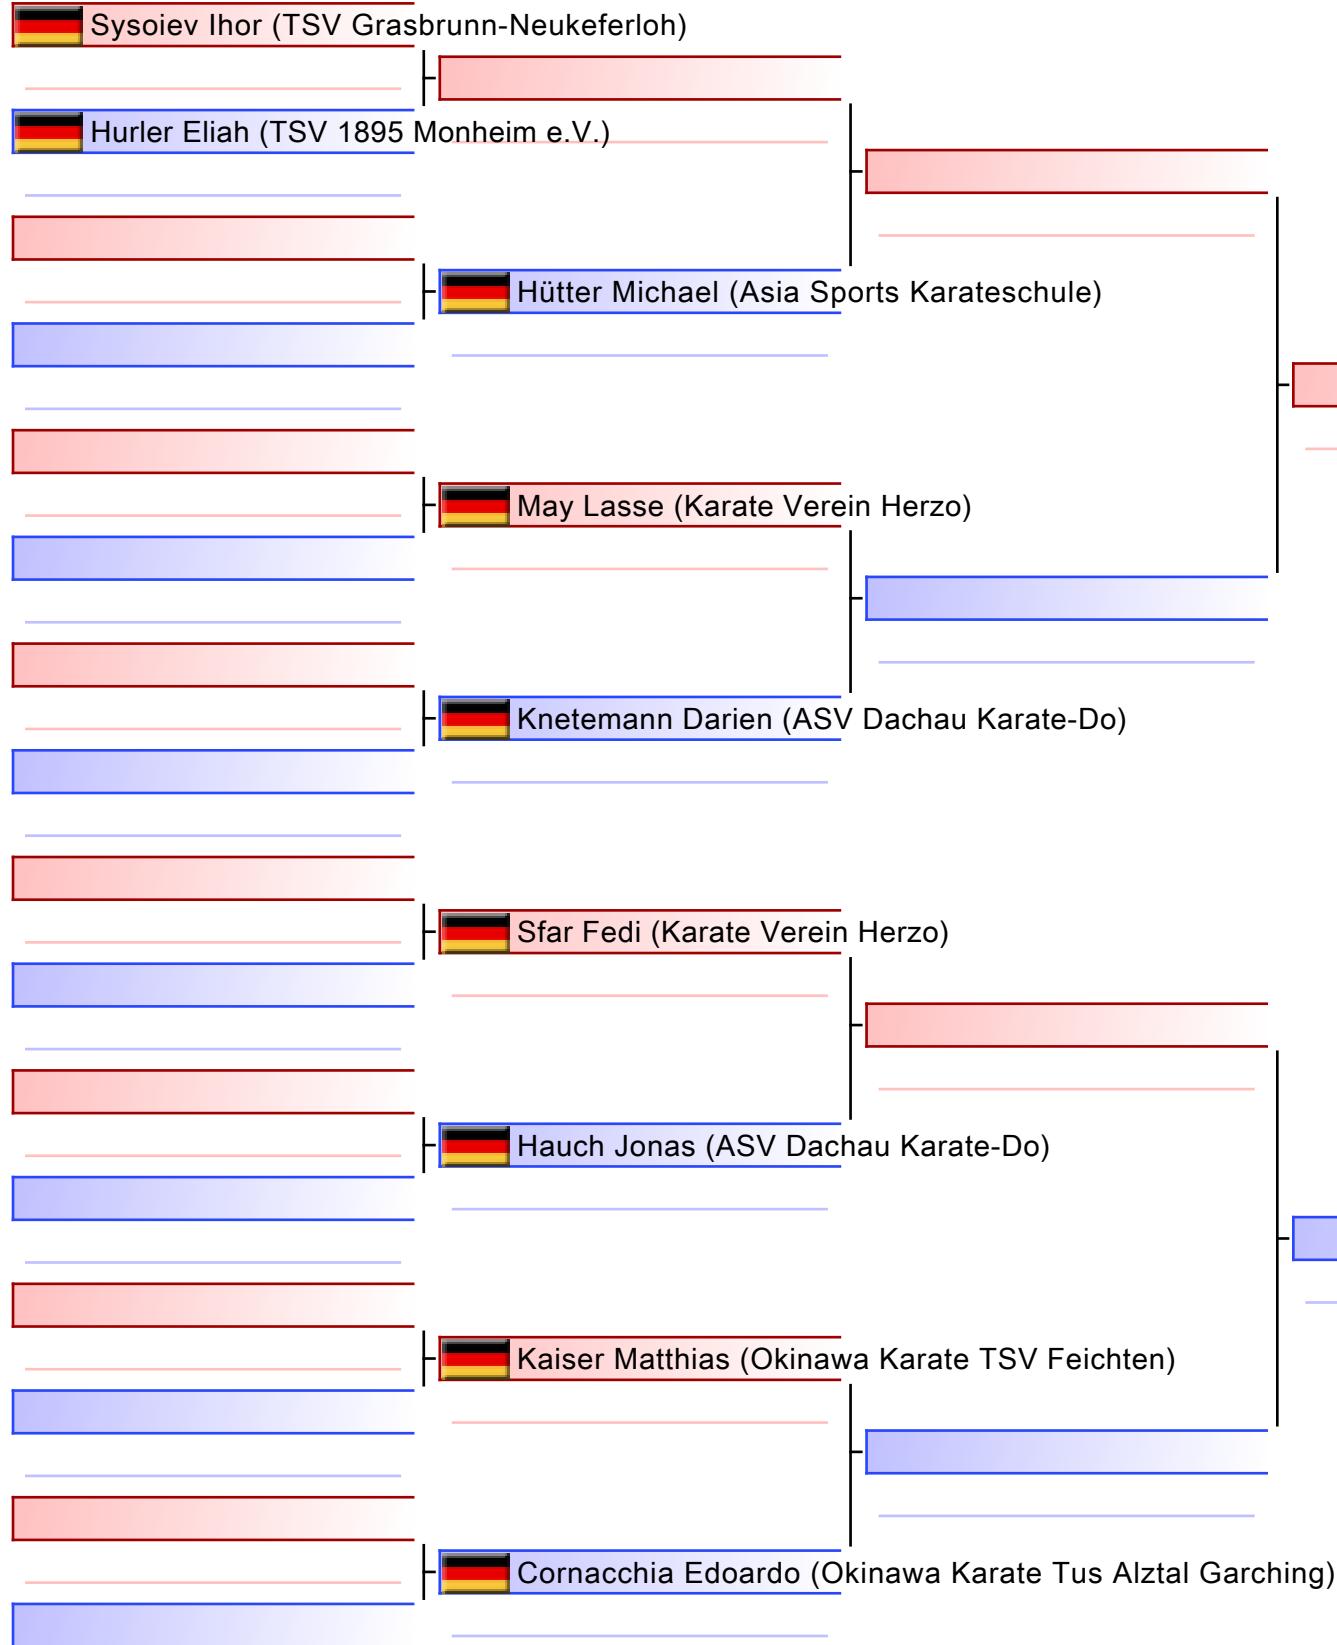 Sysoiev Ihor (TSV Grasbrunn-Neukeferloh)
Hurler Eliah (TSV 1895 Monheim e.V.)
Hütter Michael (Asia Sports Karateschule)
May Lasse (Karate Verein Herzo)
Knetemann Darien (ASV Dachau Karate-Do)
Sfar Fedi (Karate Verein Herzo)
Hauch Jonas (ASV Dachau Karate-Do)
Kaiser Matthias (Okinawa Karate TSV Feichten)
Cornacchia Edoardo (Okinawa Karate Tus Alztal Garching)